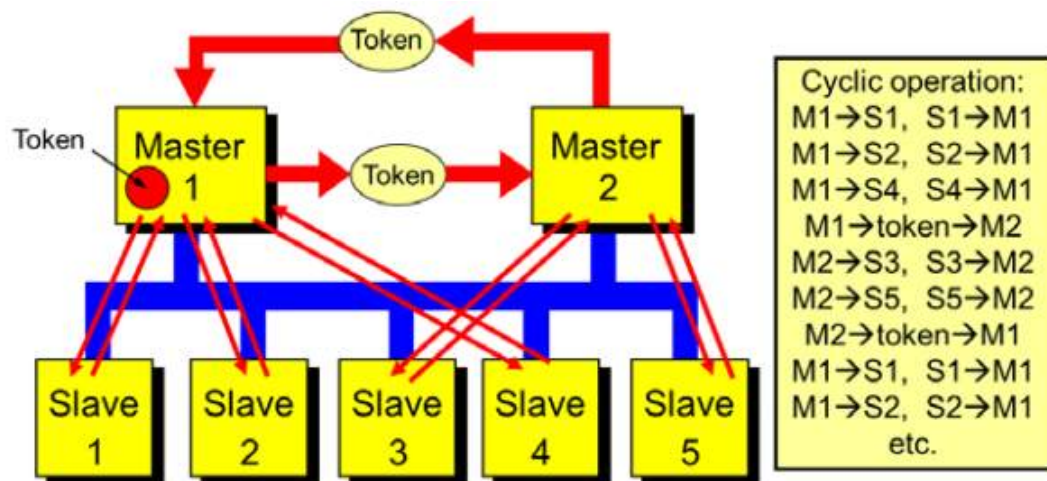 Token
Token
Master
1
Token
Master
2
Slave
1
Slave
2
Slave
3
Slave
4
Slave
5
Cyclic operation:
M1→S1, S1→M1
M1→S2, S2→M1
M1→S4, S4→M1
M1→token→M2
M2→S3, S3→M2
M2→S5, S5→M2
M2→token→M1
M1→S1, S1→M1
M1→S2, S2→M1
etc.